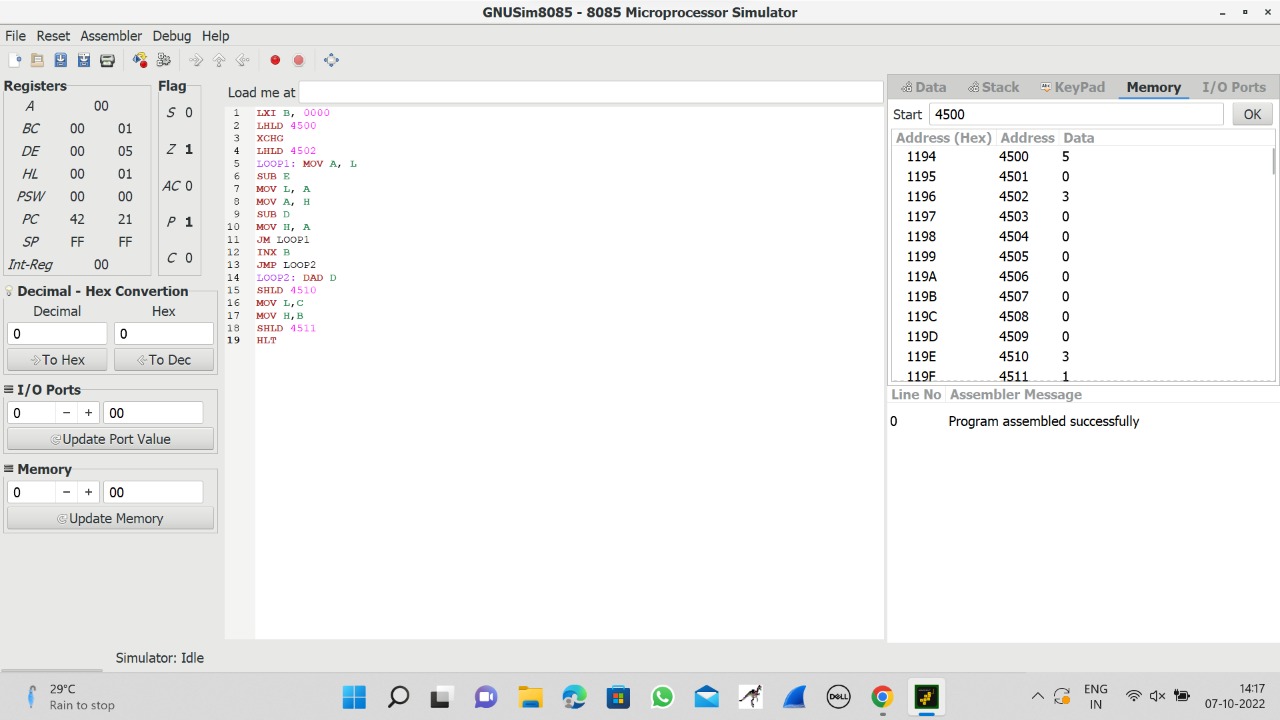 GNUSim8085 - 8085 Microprocessor Simulator
File Reset Assembler Debug Help
Registers
A 00
BC 00 01
DE 00 05
HL 00 01
PSW 00 00
PC 42 21
SP FF FF
Int-Reg 00
Flag
S 0
Z 1
AC 0
P 1
C 0
Decimal - Hex Convertion
Decimal Hex
0 0
To Hex To Dec
I/O Ports
0 − + 00
Update Port Value
Memory
0 − + 00
Update Memory
Load me at
1 LXI B, 0000
2 LHLD 4500
3 XCHG
4 LHLD 4502
5 LOOP1: MOV A, L
6 SUB E
7 MOV L, A
8 MOV A, H
9 SUB D
10 MOV H, A
11 JM LOOP1
12 INX B
13 JMP LOOP2
14 LOOP2: DAD D
15 SHLD 4510
16 MOV L,C
17 MOV H,B
18 SHLD 4511
19 HLT
Data Stack KeyPad Memory I/O Ports
Start 4500 OK
Address (Hex) Address Data
1194 4500 5
1195 4501 0
1196 4502 3
1197 4503 0
1198 4504 0
1199 4505 0
119A 4506 0
119B 4507 0
119C 4508 0
119D 4509 0
119E 4510 3
119F 4511 1
Line No Assembler Message
0 Program assembled successfully
Simulator: Idle
29°C
Rain to stop
DELL
ENG
IN
14:17
07-10-2022